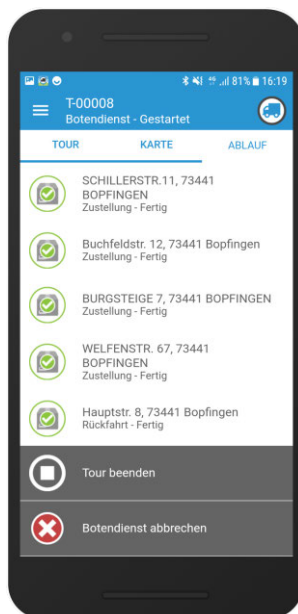 81% 16:19
T-00008
Botendienst - Gestartet
TOUR KARTE ABLAUF
SCHILLERSTR.11, 73441
BOPFINGEN
Zustellung - Fertig
Buchfeldstr. 12, 73441 Bopfingen
Zustellung - Fertig
BURGSTEIGE 7, 73441 BOPFINGEN
Zustellung - Fertig
WELFENSTR. 67, 73441
BOPFINGEN
Zustellung - Fertig
Hauptstr. 8, 73441 Bopfingen
Rückfahrt - Fertig
Tour beenden
Botendienst abbrechen